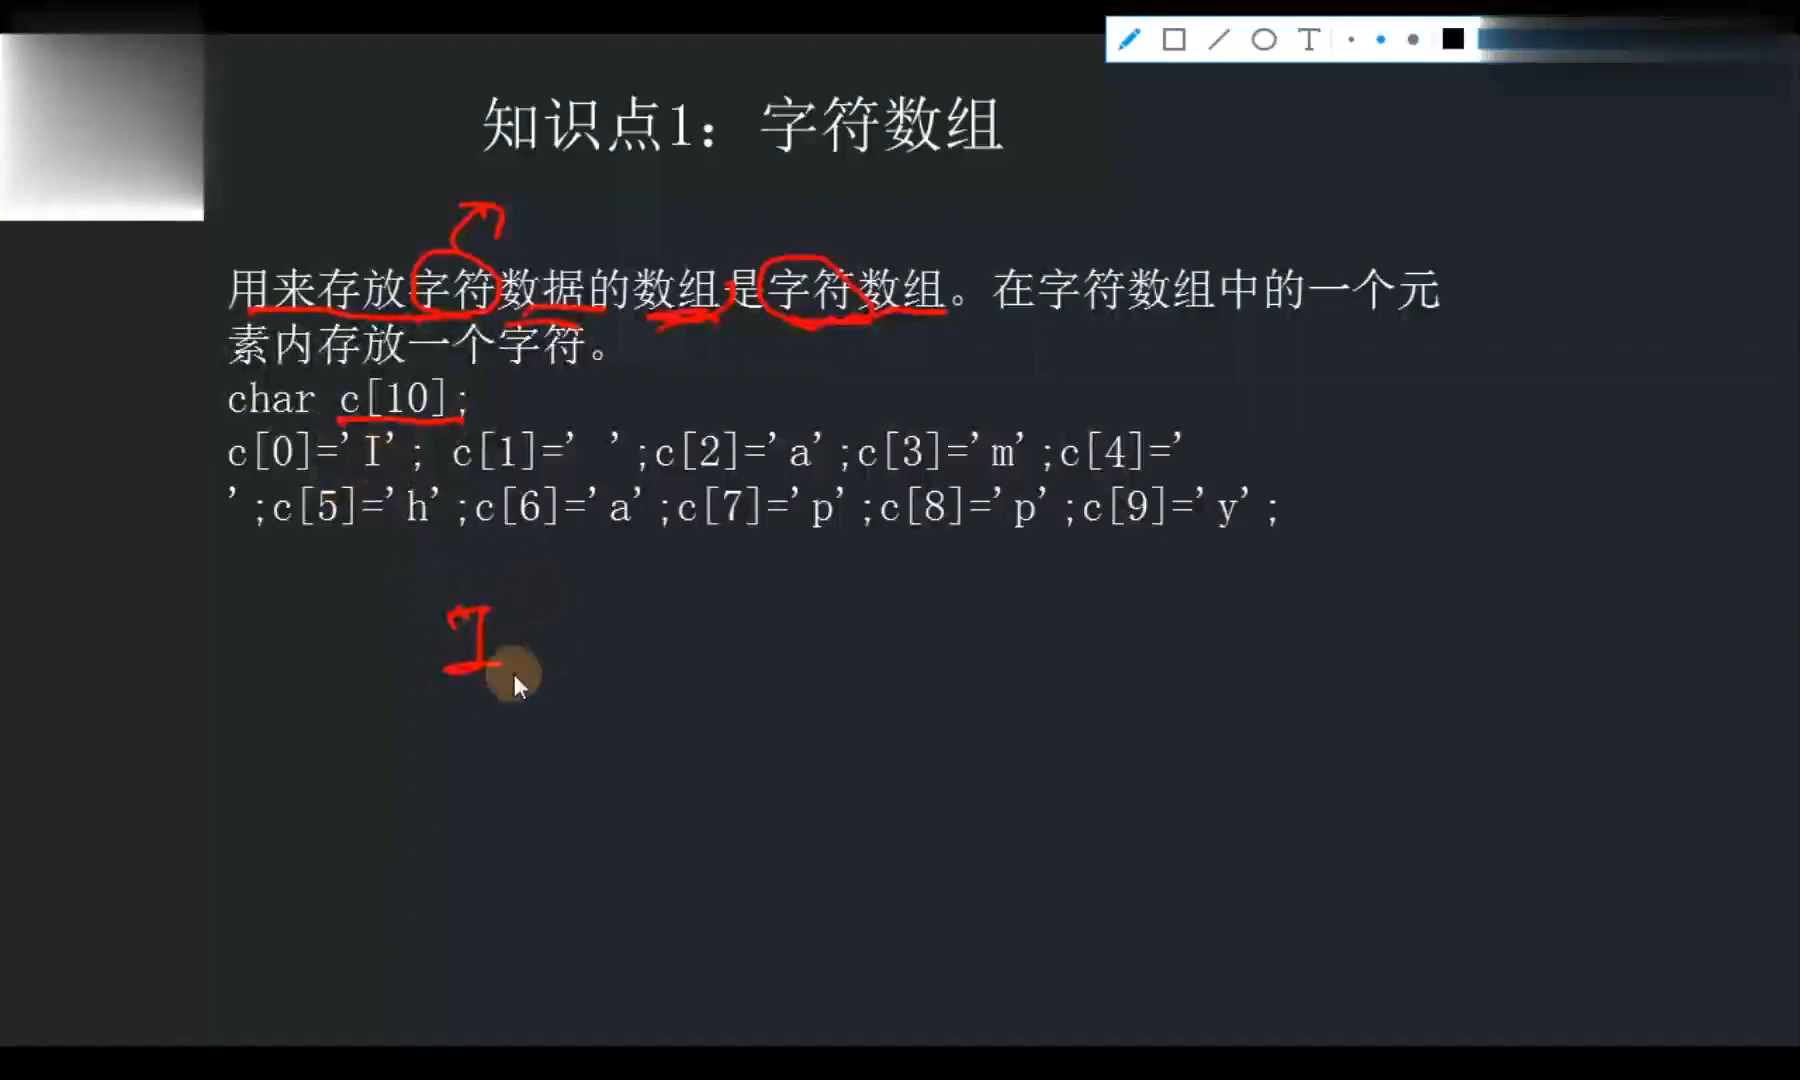 知识点1：字符数组
用来存放字符数据的数组是字符数组。在字符数组中的一个元
素内存放一个字符。
char c[10];
c[0]='I'; c[1]=' ';c[2]='a';c[3]='m';c[4]='
';c[5]='h';c[6]='a';c[7]='p';c[8]='p';c[9]='y';
I